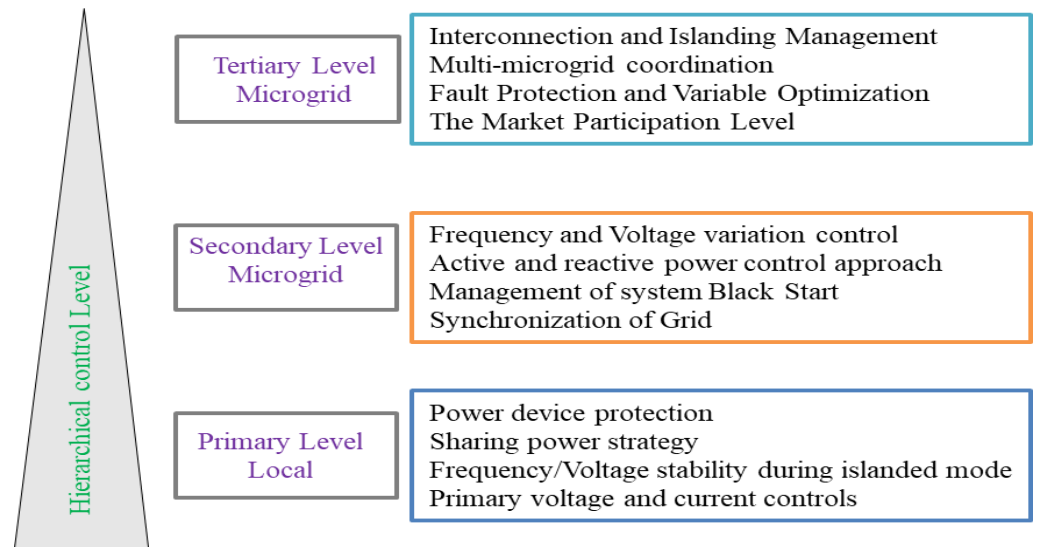 Hierarchical control Level
Tertiary Level
Microgrid
Interconnection and Islanding Management
Multi-microgrid coordination
Fault Protection and Variable Optimization
The Market Participation Level
Secondary Level
Microgrid
Frequency and Voltage variation control
Active and reactive power control approach
Management of system Black Start
Synchronization of Grid
Primary Level
Local
Power device protection
Sharing power strategy
Frequency/Voltage stability during islanded mode
Primary voltage and current controls